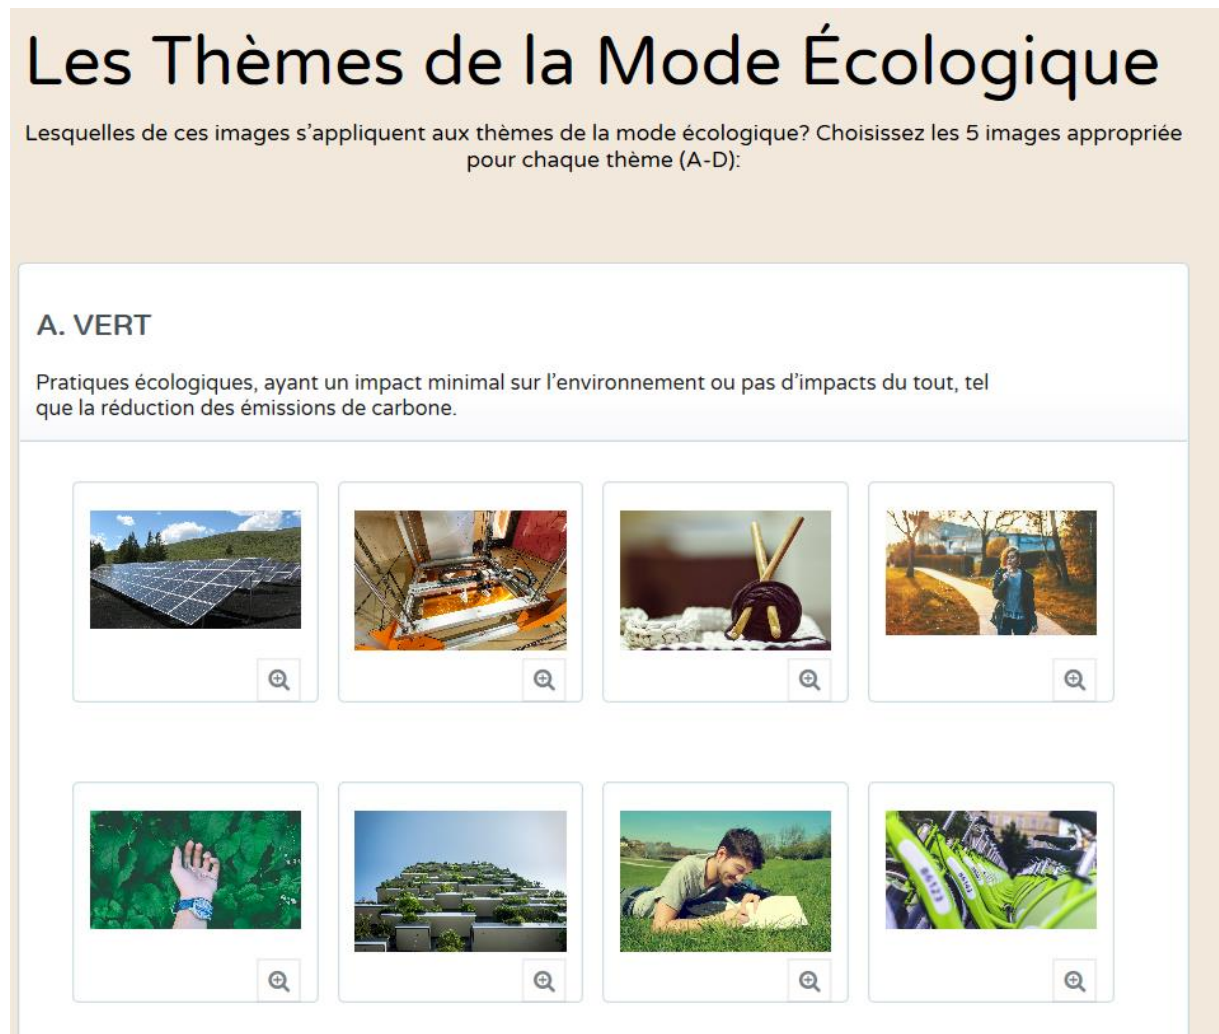 Les Thèmes de la Mode Écologique
Lesquelles de ces images s'appliquent aux thèmes de la mode écologique? Choisissez les 5 images appropriée
pour chaque thème (A-D):
A. VERT
Pratiques écologiques, ayant un impact minimal sur l'environnement ou pas d'impacts du tout, tel
que la réduction des émissions de carbone.